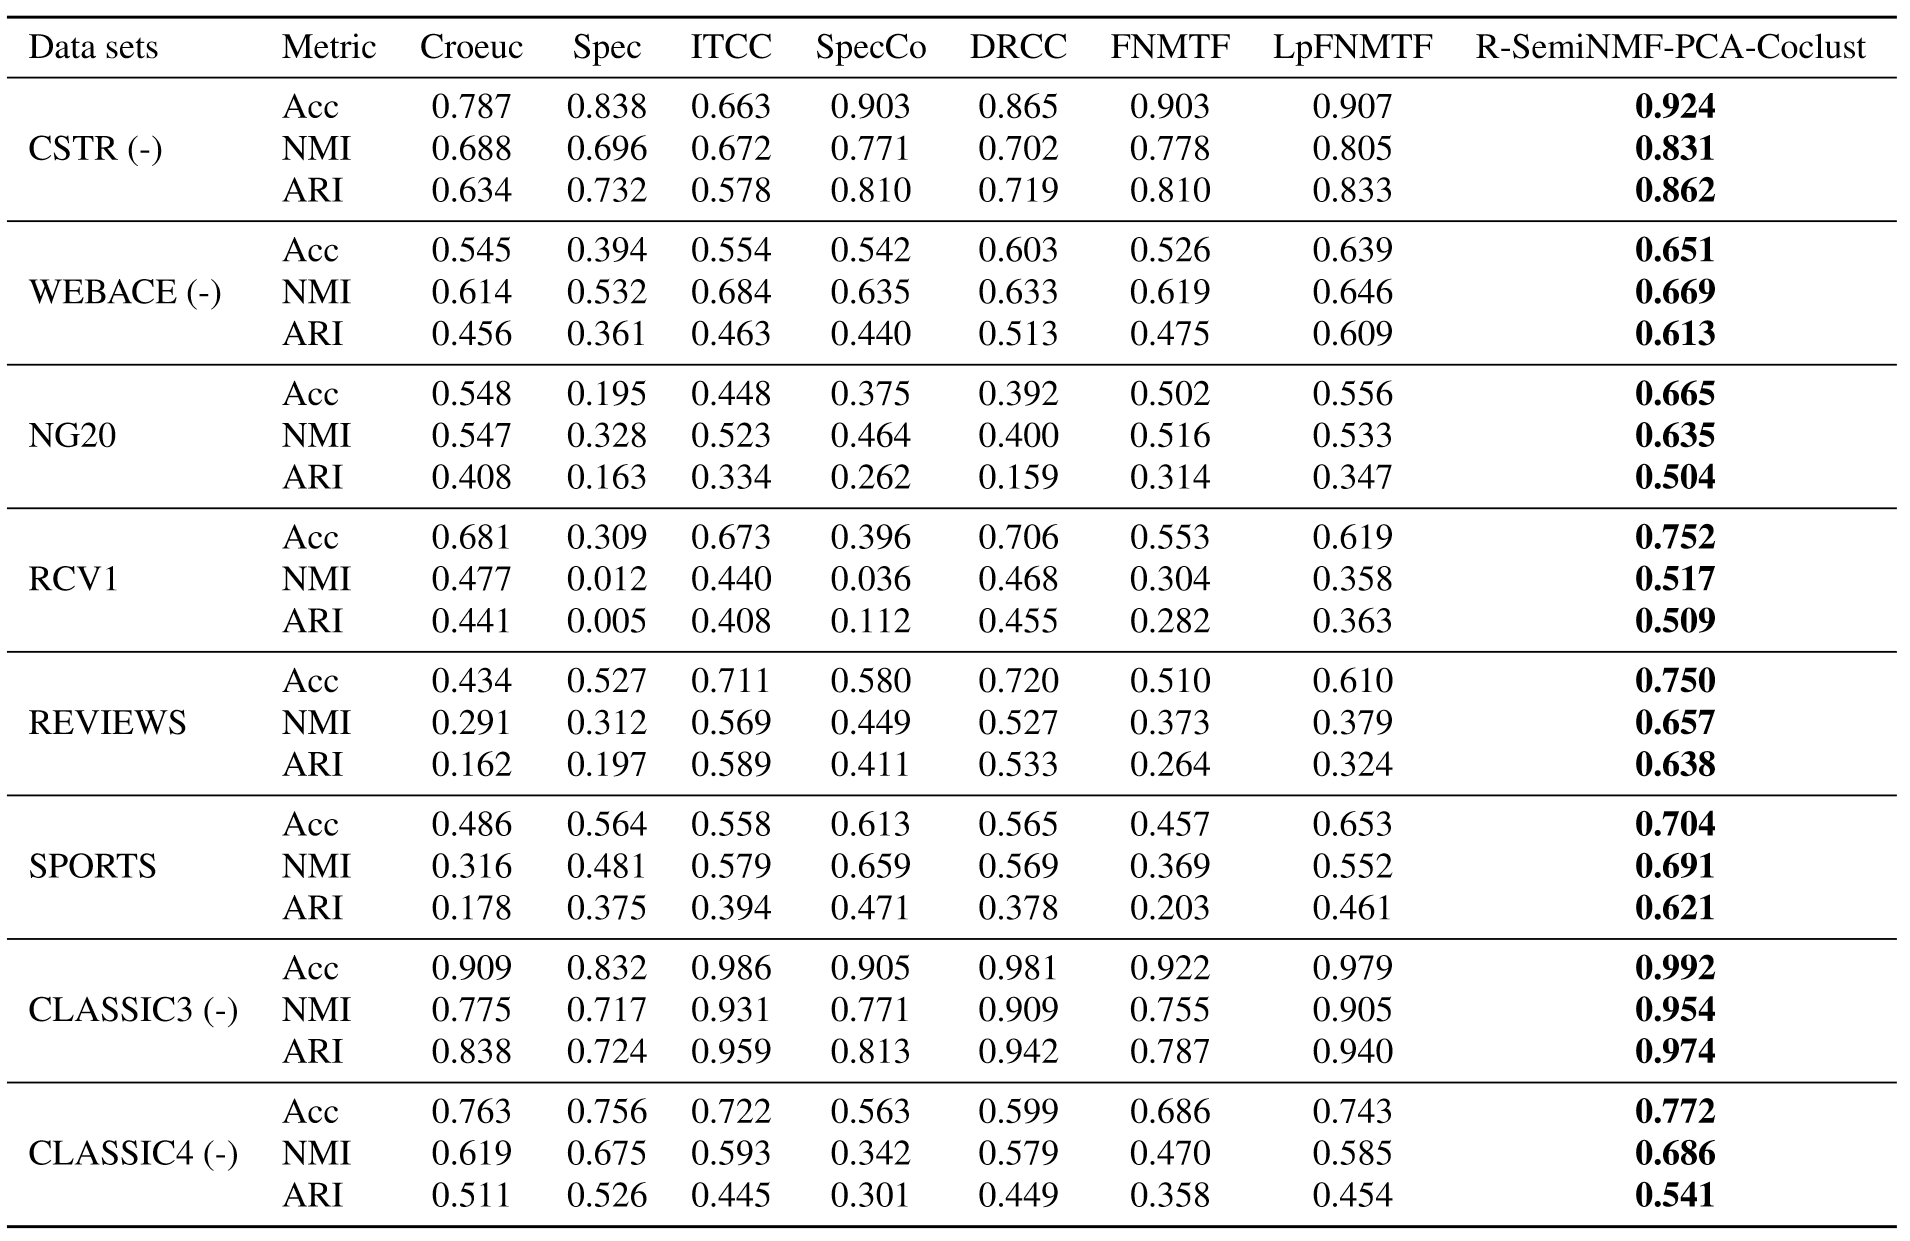 Data sets Metric Croeuc Spec ITCC SpecCo DRCC FNMTF LpFNMTF R-SemiNMF-PCA-Coclust
Acc 0.787 0.838 0.663 0.903 0.865 0.903 0.907 0.924
CSTR (-) NMI 0.688 0.696 0.672 0.771 0.702 0.778 0.805 0.831
ARI 0.634 0.732 0.578 0.810 0.719 0.810 0.833 0.862
Acc 0.545 0.394 0.554 0.542 0.603 0.526 0.639 0.651
WEBACE (-) NMI 0.614 0.532 0.684 0.635 0.633 0.619 0.646 0.669
ARI 0.456 0.361 0.463 0.440 0.513 0.475 0.609 0.613
Acc 0.548 0.195 0.448 0.375 0.392 0.502 0.556 0.665
NG20 NMI 0.547 0.328 0.523 0.464 0.400 0.516 0.533 0.635
ARI 0.408 0.163 0.334 0.262 0.159 0.314 0.347 0.504
Acc 0.681 0.309 0.673 0.396 0.706 0.553 0.619 0.752
RCV1 NMI 0.477 0.012 0.440 0.036 0.468 0.304 0.358 0.517
ARI 0.441 0.005 0.408 0.112 0.455 0.282 0.363 0.509
Acc 0.434 0.527 0.711 0.580 0.720 0.510 0.610 0.750
REVIEWS NMI 0.291 0.312 0.569 0.449 0.527 0.373 0.379 0.657
ARI 0.162 0.197 0.589 0.411 0.533 0.264 0.324 0.638
Acc 0.486 0.564 0.558 0.613 0.565 0.457 0.653 0.704
SPORTS NMI 0.316 0.481 0.579 0.659 0.569 0.369 0.552 0.691
ARI 0.178 0.375 0.394 0.471 0.378 0.203 0.461 0.621
Acc 0.909 0.832 0.986 0.905 0.981 0.922 0.979 0.992
CLASSIC3 (-) NMI 0.775 0.717 0.931 0.771 0.909 0.755 0.905 0.954
ARI 0.838 0.724 0.959 0.813 0.942 0.787 0.940 0.974
Acc 0.763 0.756 0.722 0.563 0.599 0.686 0.743 0.772
CLASSIC4 (-) NMI 0.619 0.675 0.593 0.342 0.579 0.470 0.585 0.686
ARI 0.511 0.526 0.445 0.301 0.449 0.358 0.454 0.541